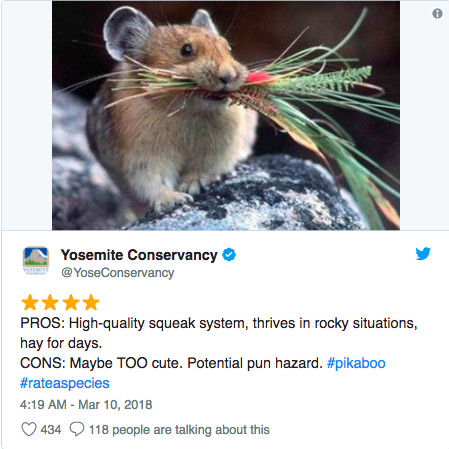 Yosemite Conservancy
@YoseConservancy
PROS: High-quality squeak system, thrives in rocky situations,
hay for days.
CONS: Maybe TOO cute. Potential pun hazard. #pikaboo
#rateaspecies
4:19 AM - Mar 10, 2018
434 118 people are talking about this